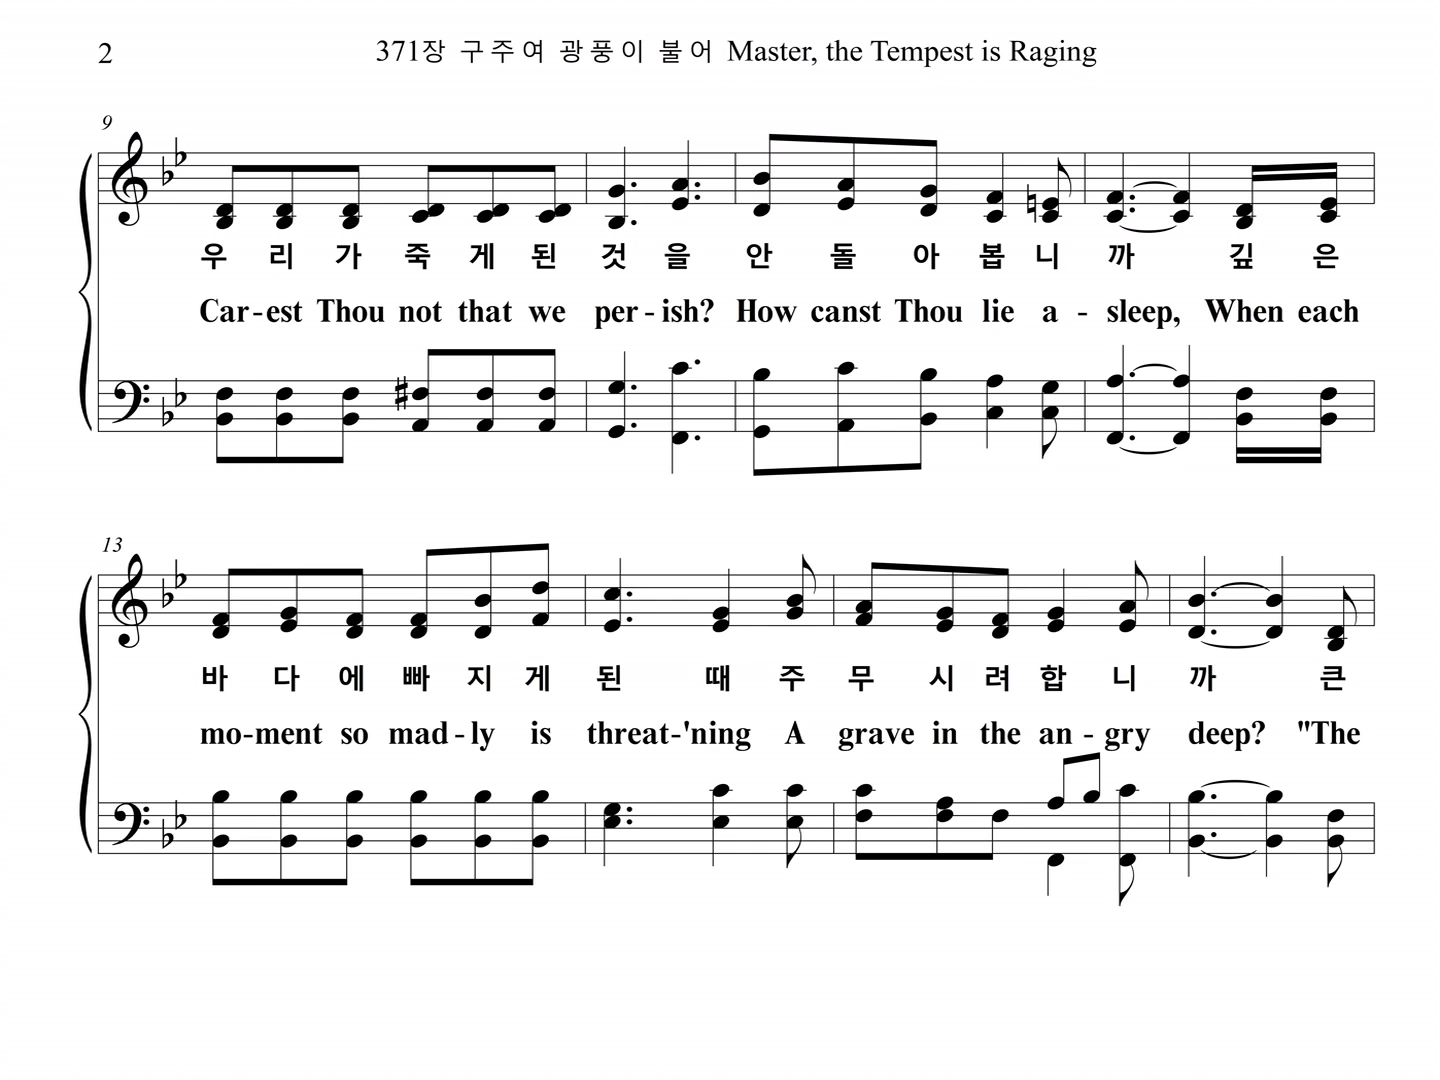 2
371장 구주여 광풍이 불어 Master, the Tempest is Raging
9
우 리 가 죽 게 된 것 을 안 돌 아 봅 니 까 깊 은
Car-est Thou not that we per-ish? How canst Thou lie a-sleep, When each
13
바 다 에 빠 지 게 된 때 주 무 시 려 합 니 까 큰
mo-ment so mad-ly is threat-'ning A grave in the an-gry deep? "The